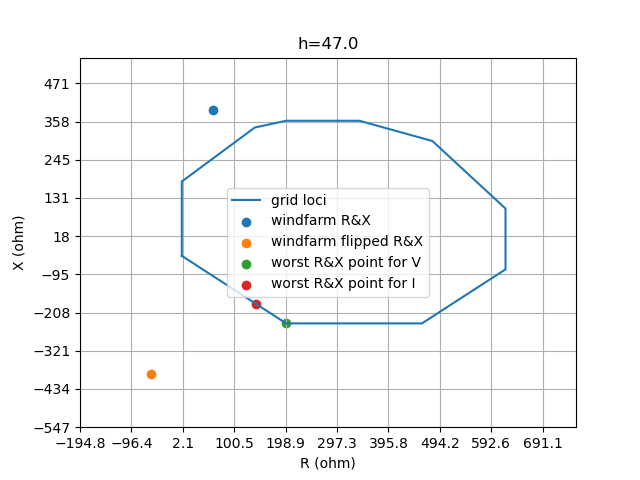 h=47.0
X (ohm)
471
358
245
131
18
−95
−208
−321
−434
−547
grid loci
windfarm R&X
windfarm flipped R&X
worst R&X point for V
worst R&X point for I
−194.8 −96.4 2.1 100.5 198.9 297.3 395.8 494.2 592.6 691.1
R (ohm)